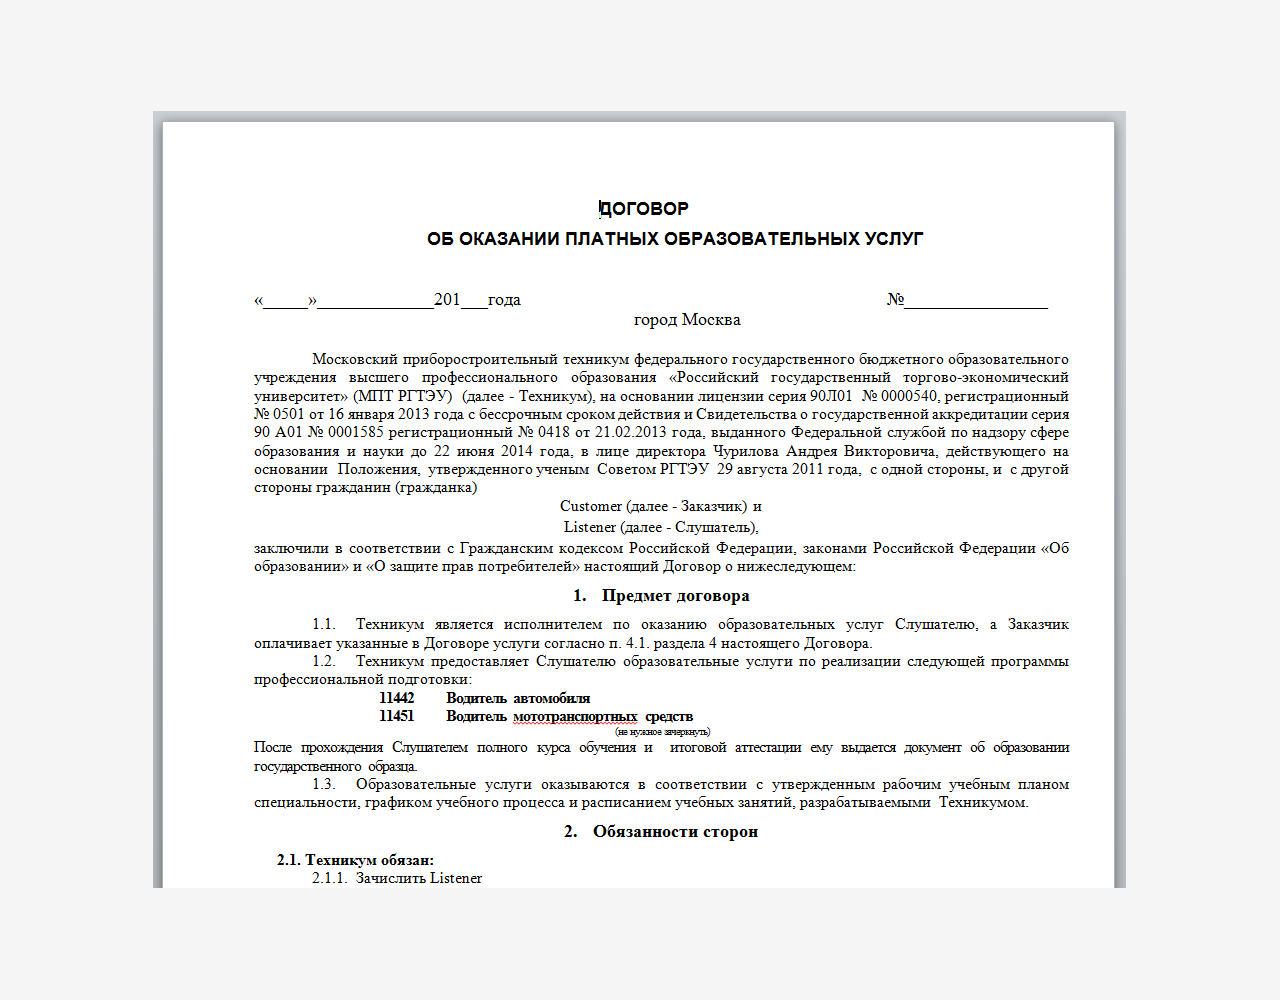 ДОГОВОР
ОБ ОКАЗАНИИ ПЛАТНЫХ ОБРАЗОВАТЕЛЬНЫХ УСЛУГ
«_____»_____________201___года №________________
город Москва
Московский приборостроительный техникум федерального государственного бюджетного образовательного
учреждения высшего профессионального образования «Российский государственный торгово-экономический
университет» (МПТ РГТЭУ) (далее - Техникум), на основании лицензии серия 90Л01 № 0000540, регистрационный
№ 0501 от 16 января 2013 года с бессрочным сроком действия и Свидетельства о государственной аккредитации серия
90 А01 № 0001585 регистрационный № 0418 от 21.02.2013 года, выданного Федеральной службой по надзору сфере
образования и науки до 22 июня 2014 года, в лице директора Чурилова Андрея Викторовича, действующего на
основании Положения, утвержденного ученым Советом РГТЭУ 29 августа 2011 года, с одной стороны, и с другой
стороны гражданин (гражданка)
Customer (далее - Заказчик) и
Listener (далее - Слушатель),
заключили в соответствии с Гражданским кодексом Российской Федерации, законами Российской Федерации «Об
образовании» и «О защите прав потребителей» настоящий Договор о нижеследующем:
1. Предмет договора
1.1. Техникум является исполнителем по оказанию образовательных услуг Слушателю, а Заказчик
оплачивает указанные в Договоре услуги согласно п. 4.1. раздела 4 настоящего Договора.
1.2. Техникум предоставляет Слушателю образовательные услуги по реализации следующей программы
профессиональной подготовки:
11442 Водитель автомобиля
11451 Водитель мототранспортных средств
(не нужное зачеркнуть)
После прохождения Слушателем полного курса обучения и итоговой аттестации ему выдается документ об образовании
государственного образца.
1.3. Образовательные услуги оказываются в соответствии с утвержденным рабочим учебным планом
специальности, графиком учебного процесса и расписанием учебных занятий, разрабатываемыми Техникумом.
2. Обязанности сторон
2.1. Техникум обязан:
2.1.1. Зачислить Listener